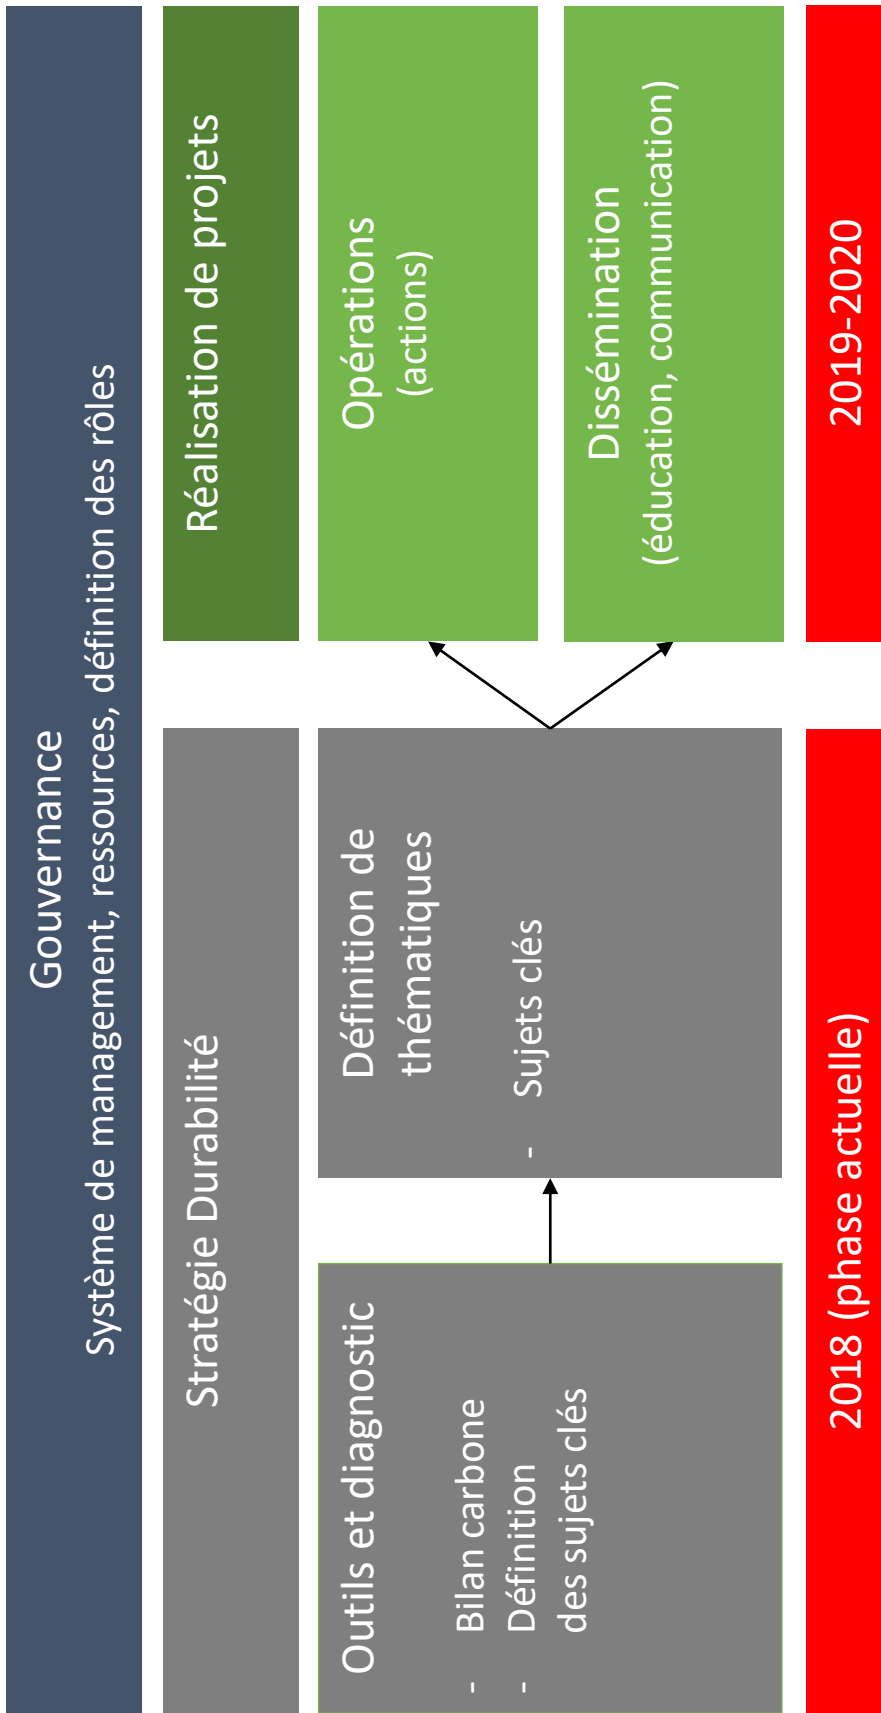 Gouvernance
Système de management, ressources, définition des rôles
Stratégie Durabilité
Réalisation de projets
Outils et diagnostic
- Bilan carbone
- Définition
des sujets clés
Définition de
thématiques
- Sujets clés
Opérations
(actions)
Dissémination
(éducation, communication)
2018 (phase actuelle)
2019-2020